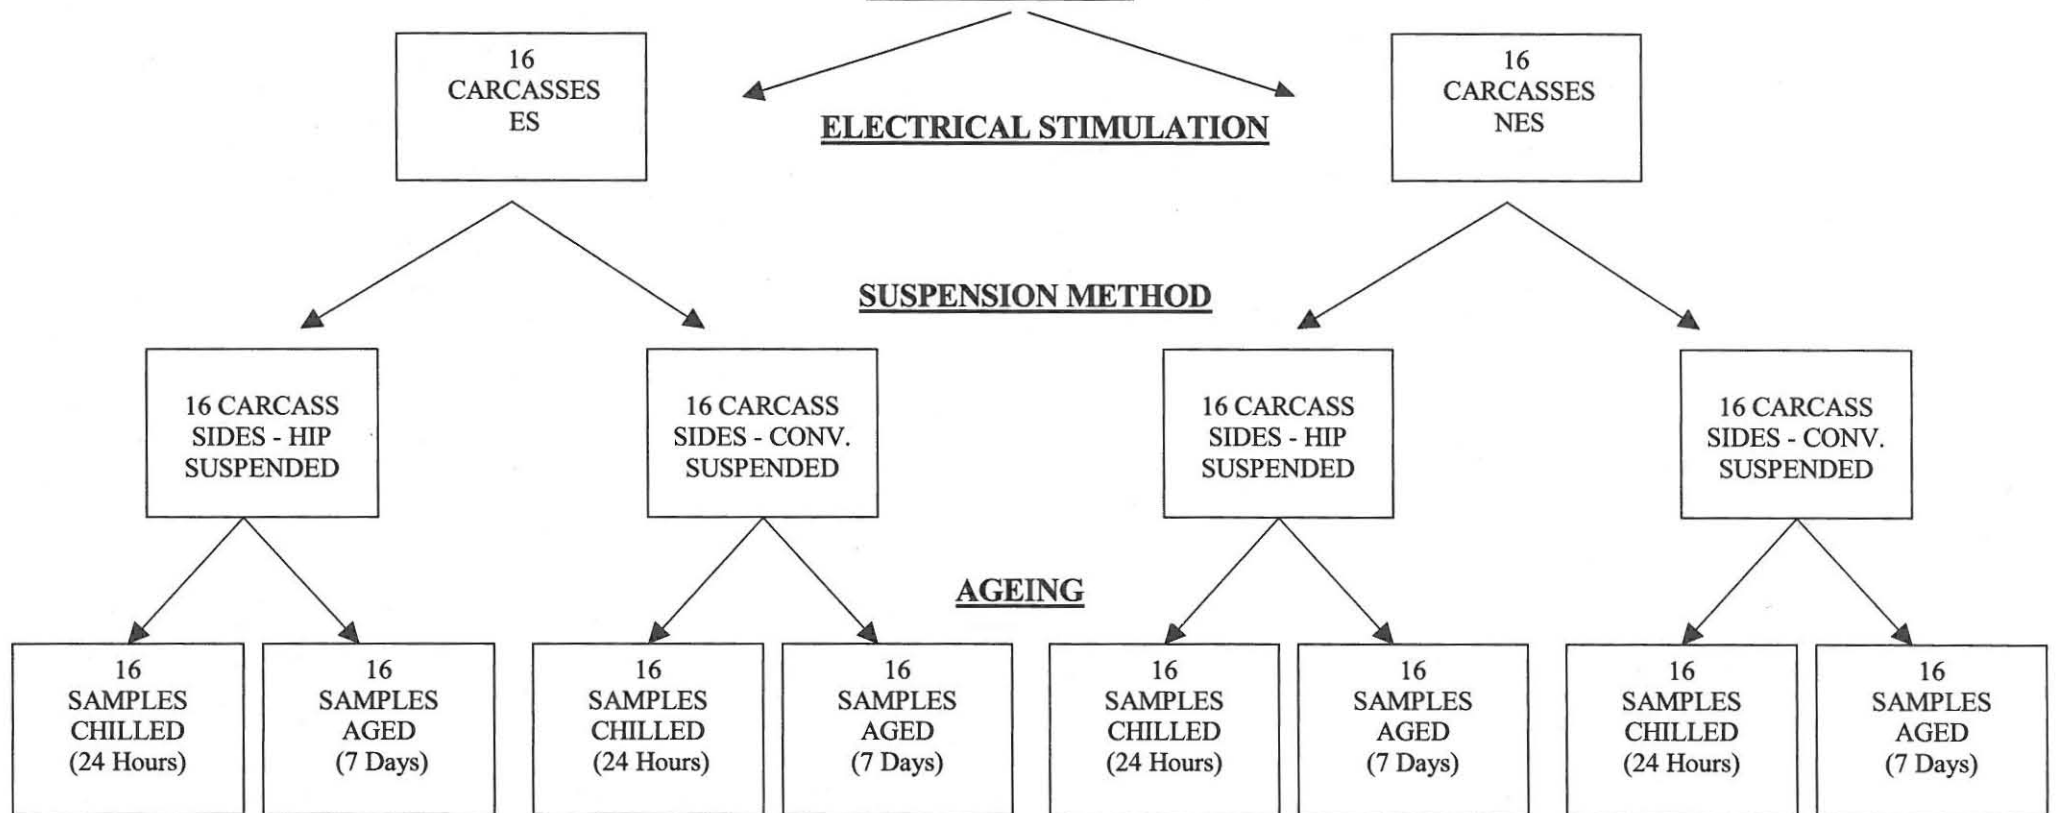 16
CARCASSES
ES
16
CARCASSES
NES
ELECTRICAL STIMULATION
SUSPENSION METHOD
16 CARCASS
SIDES - HIP
SUSPENDED
16 CARCASS
SIDES - CONV.
SUSPENDED
16 CARCASS
SIDES - HIP
SUSPENDED
16 CARCASS
SIDES - CONV.
SUSPENDED
AGEING
16
SAMPLES
CHILLED
(24 Hours)
16
SAMPLES
AGED
(7 Days)
16
SAMPLES
CHILLED
(24 Hours)
16
SAMPLES
AGED
(7 Days)
16
SAMPLES
CHILLED
(24 Hours)
16
SAMPLES
AGED
(7 Days)
16
SAMPLES
CHILLED
(24 Hours)
16
SAMPLES
AGED
(7 Days)